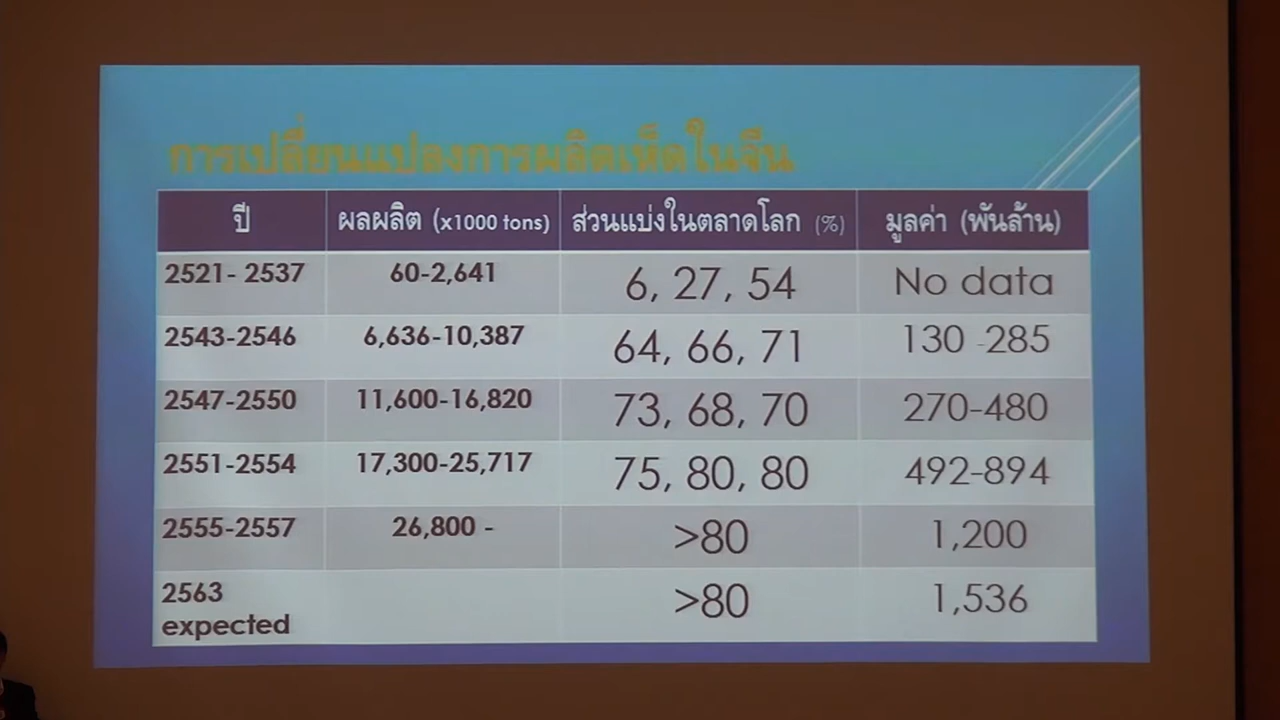 การเปลี่ยนแปลงการผลิตเห็ดในจีน
ปี ผลผลิต (x1000 tons) ส่วนแบ่งในตลาดโลก (%) มูลค่า (พันล้าน)
2521- 2537 60-2,641 6, 27, 54 No data
2543-2546 6,636-10,387 64, 66, 71 130 -285
2547-2550 11,600-16,820 73, 68, 70 270-480
2551-2554 17,300-25,717 75, 80, 80 492-894
2555-2557 26,800 - >80 1,200
2563 >80 1,536
expected